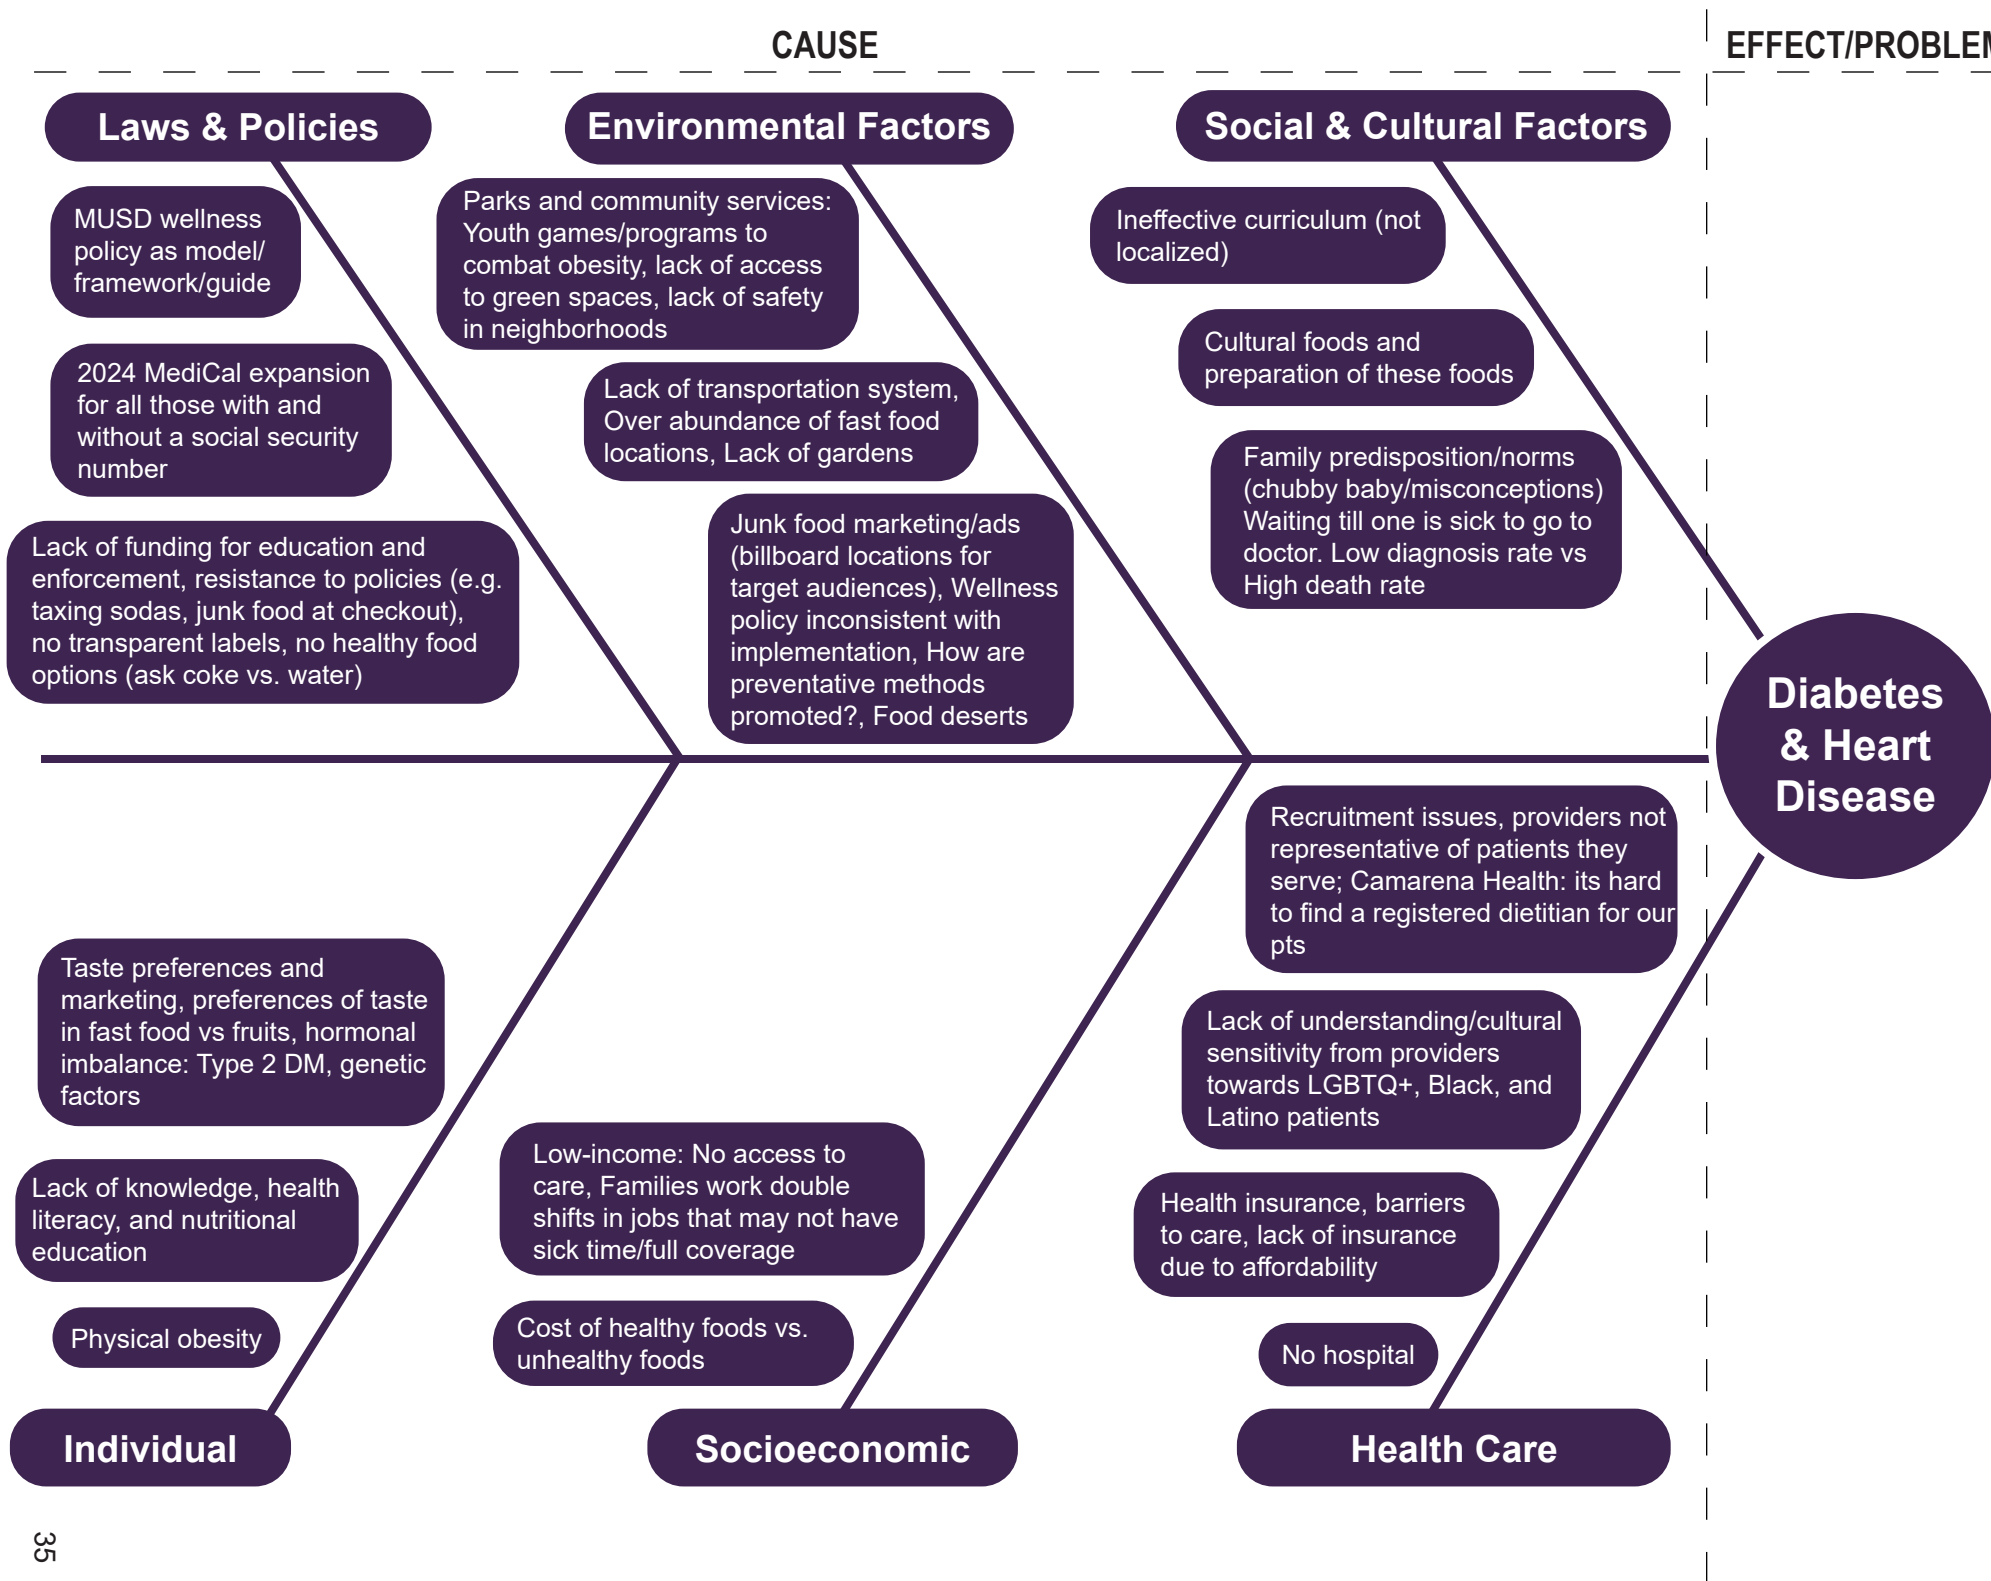 CAUSE
EFFECT/PROBLEM
Laws & Policies
MUSD wellness
policy as model/
framework/guide
2024 MediCal expansion
for all those with and
without a social security
number
Lack of funding for education and
enforcement, resistance to policies (e.g.
taxing sodas, junk food at checkout),
no transparent labels, no healthy food
options (ask coke vs. water)
Environmental Factors
Parks and community services:
Youth games/programs to
combat obesity, lack of access
to green spaces, lack of safety
in neighborhoods
Lack of transportation system,
Over abundance of fast food
locations, Lack of gardens
Junk food marketing/ads
(billboard locations for
target audiences), Wellness
policy inconsistent with
implementation, How are
preventative methods
promoted?, Food deserts
Social & Cultural Factors
Ineffective curriculum (not
localized)
Cultural foods and
preparation of these foods
Family predisposition/norms
(chubby baby/misconceptions)
Waiting till one is sick to go to
doctor. Low diagnosis rate vs
High death rate
Diabetes
& Heart
Disease
Taste preferences and
marketing, preferences of taste
in fast food vs fruits, hormonal
imbalance: Type 2 DM, genetic
factors
Lack of knowledge, health
literacy, and nutritional
education
Physical obesity
Individual
Low-income: No access to
care, Families work double
shifts in jobs that may not have
sick time/full coverage
Cost of healthy foods vs.
unhealthy foods
Socioeconomic
Recruitment issues, providers not
representative of patients they
serve; Camarena Health: its hard
to find a registered dietitian for our
pts
Lack of understanding/cultural
sensitivity from providers
towards LGBTQ+, Black, and
Latino patients
Health insurance, barriers
to care, lack of insurance
due to affordability
No hospital
Health Care
35